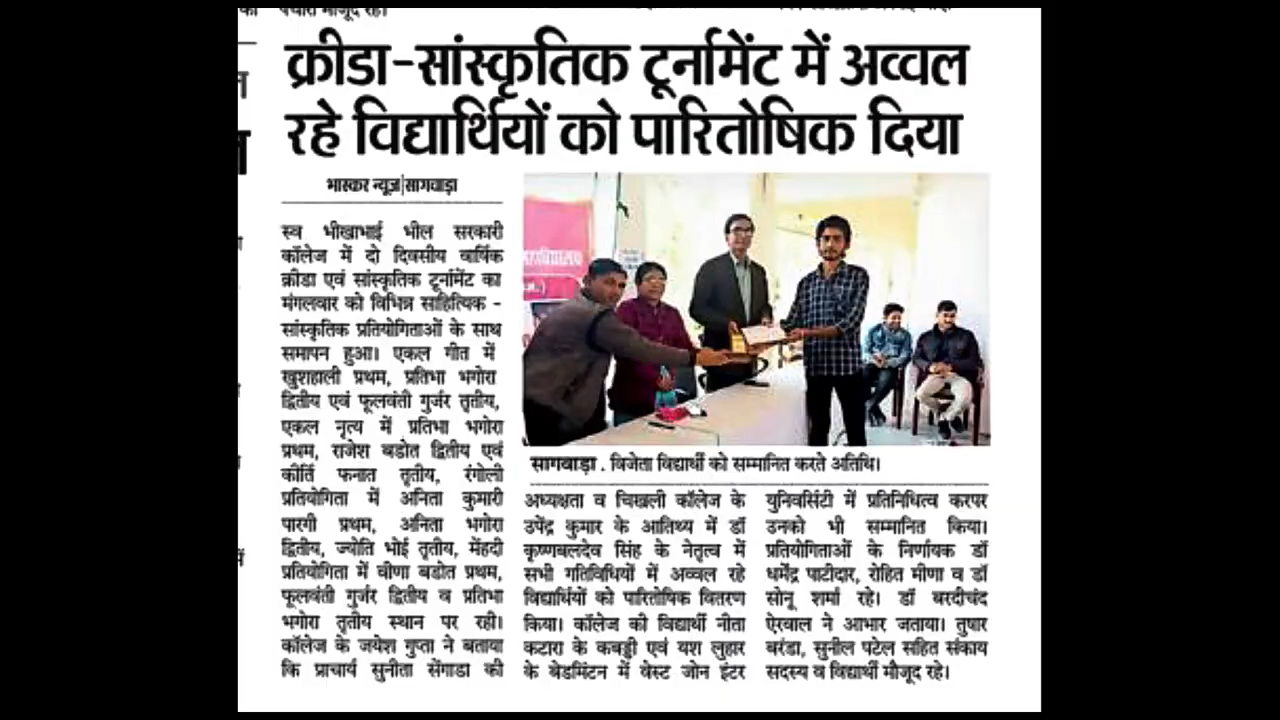 पचारी मौजूद रहे।
क्रीडा-सांस्कृतिक टूर्नामेंट में अव्वल
रहे विद्यार्थियों को पारितोषिक दिया
भास्कर न्यूज|सागवाड़ा
स्व भीखाभाई भील सरकारी
कॉलेज में दो दिवसीय वार्षिक
क्रीडा एवं सांस्कृतिक टूर्नामेंट का
मंगलवार को विभिन्न साहित्यिक -
सांस्कृतिक प्रतियोगिताओं के साथ
समापन हुआ। एकल गीत में
खुशहाली प्रथम, प्रतिभा भगोरा
द्वितीय एवं फूलवंती गुर्जर तृतीय,
एकल नृत्य में प्रतिभा भगोरा
प्रथम, राजेश बडोत द्वितीय एवं
कीर्ति फनात तृतीय, रंगोली
प्रतियोगिता में अनिता कुमारी
पारगी प्रथम, अनिता भगोरा
द्वितीय, ज्योति भोई तृतीय, मेंहदी
प्रतियोगिता में वीणा बडोत प्रथम,
फूलवंती गुर्जर द्वितीय व प्रतिभा
भगोरा तृतीय स्थान पर रही।
कॉलेज के जयेश गुप्ता ने बताया
कि प्राचार्य सुनीता सेंगाडा की
सागवाड़ा . विजेता विद्यार्थी को सम्मानित करते अतिथि।
अध्यक्षता व चिखली कॉलेज के
उपेंद्र कुमार के आतिथ्य में डॉ
कृष्णबलदेव सिंह के नेतृत्व में
सभी गतिविधियों में अव्वल रहे
विद्यार्थियों को पारितोषिक वितरण
किया। कॉलेज की विद्यार्थी नीता
कटारा के कबड्डी एवं यश लुहार
के बेडमिंटन में वेस्ट जोन इंटर
युनिवर्सिटी में प्रतिनिधित्व करपर
उनको भी सम्मानित किया।
प्रतियोगिताओं के निर्णायक डॉ
धर्मेंद्र पाटीदार, रोहित मीणा व डॉ
सोनू शर्मा रहे। डॉ बरदीचंद
ऐरवाल ने आभार जताया। तुषार
बरंडा, सुनील पटेल सहित संकाय
सदस्य व विद्यार्थी मौजूद रहे।